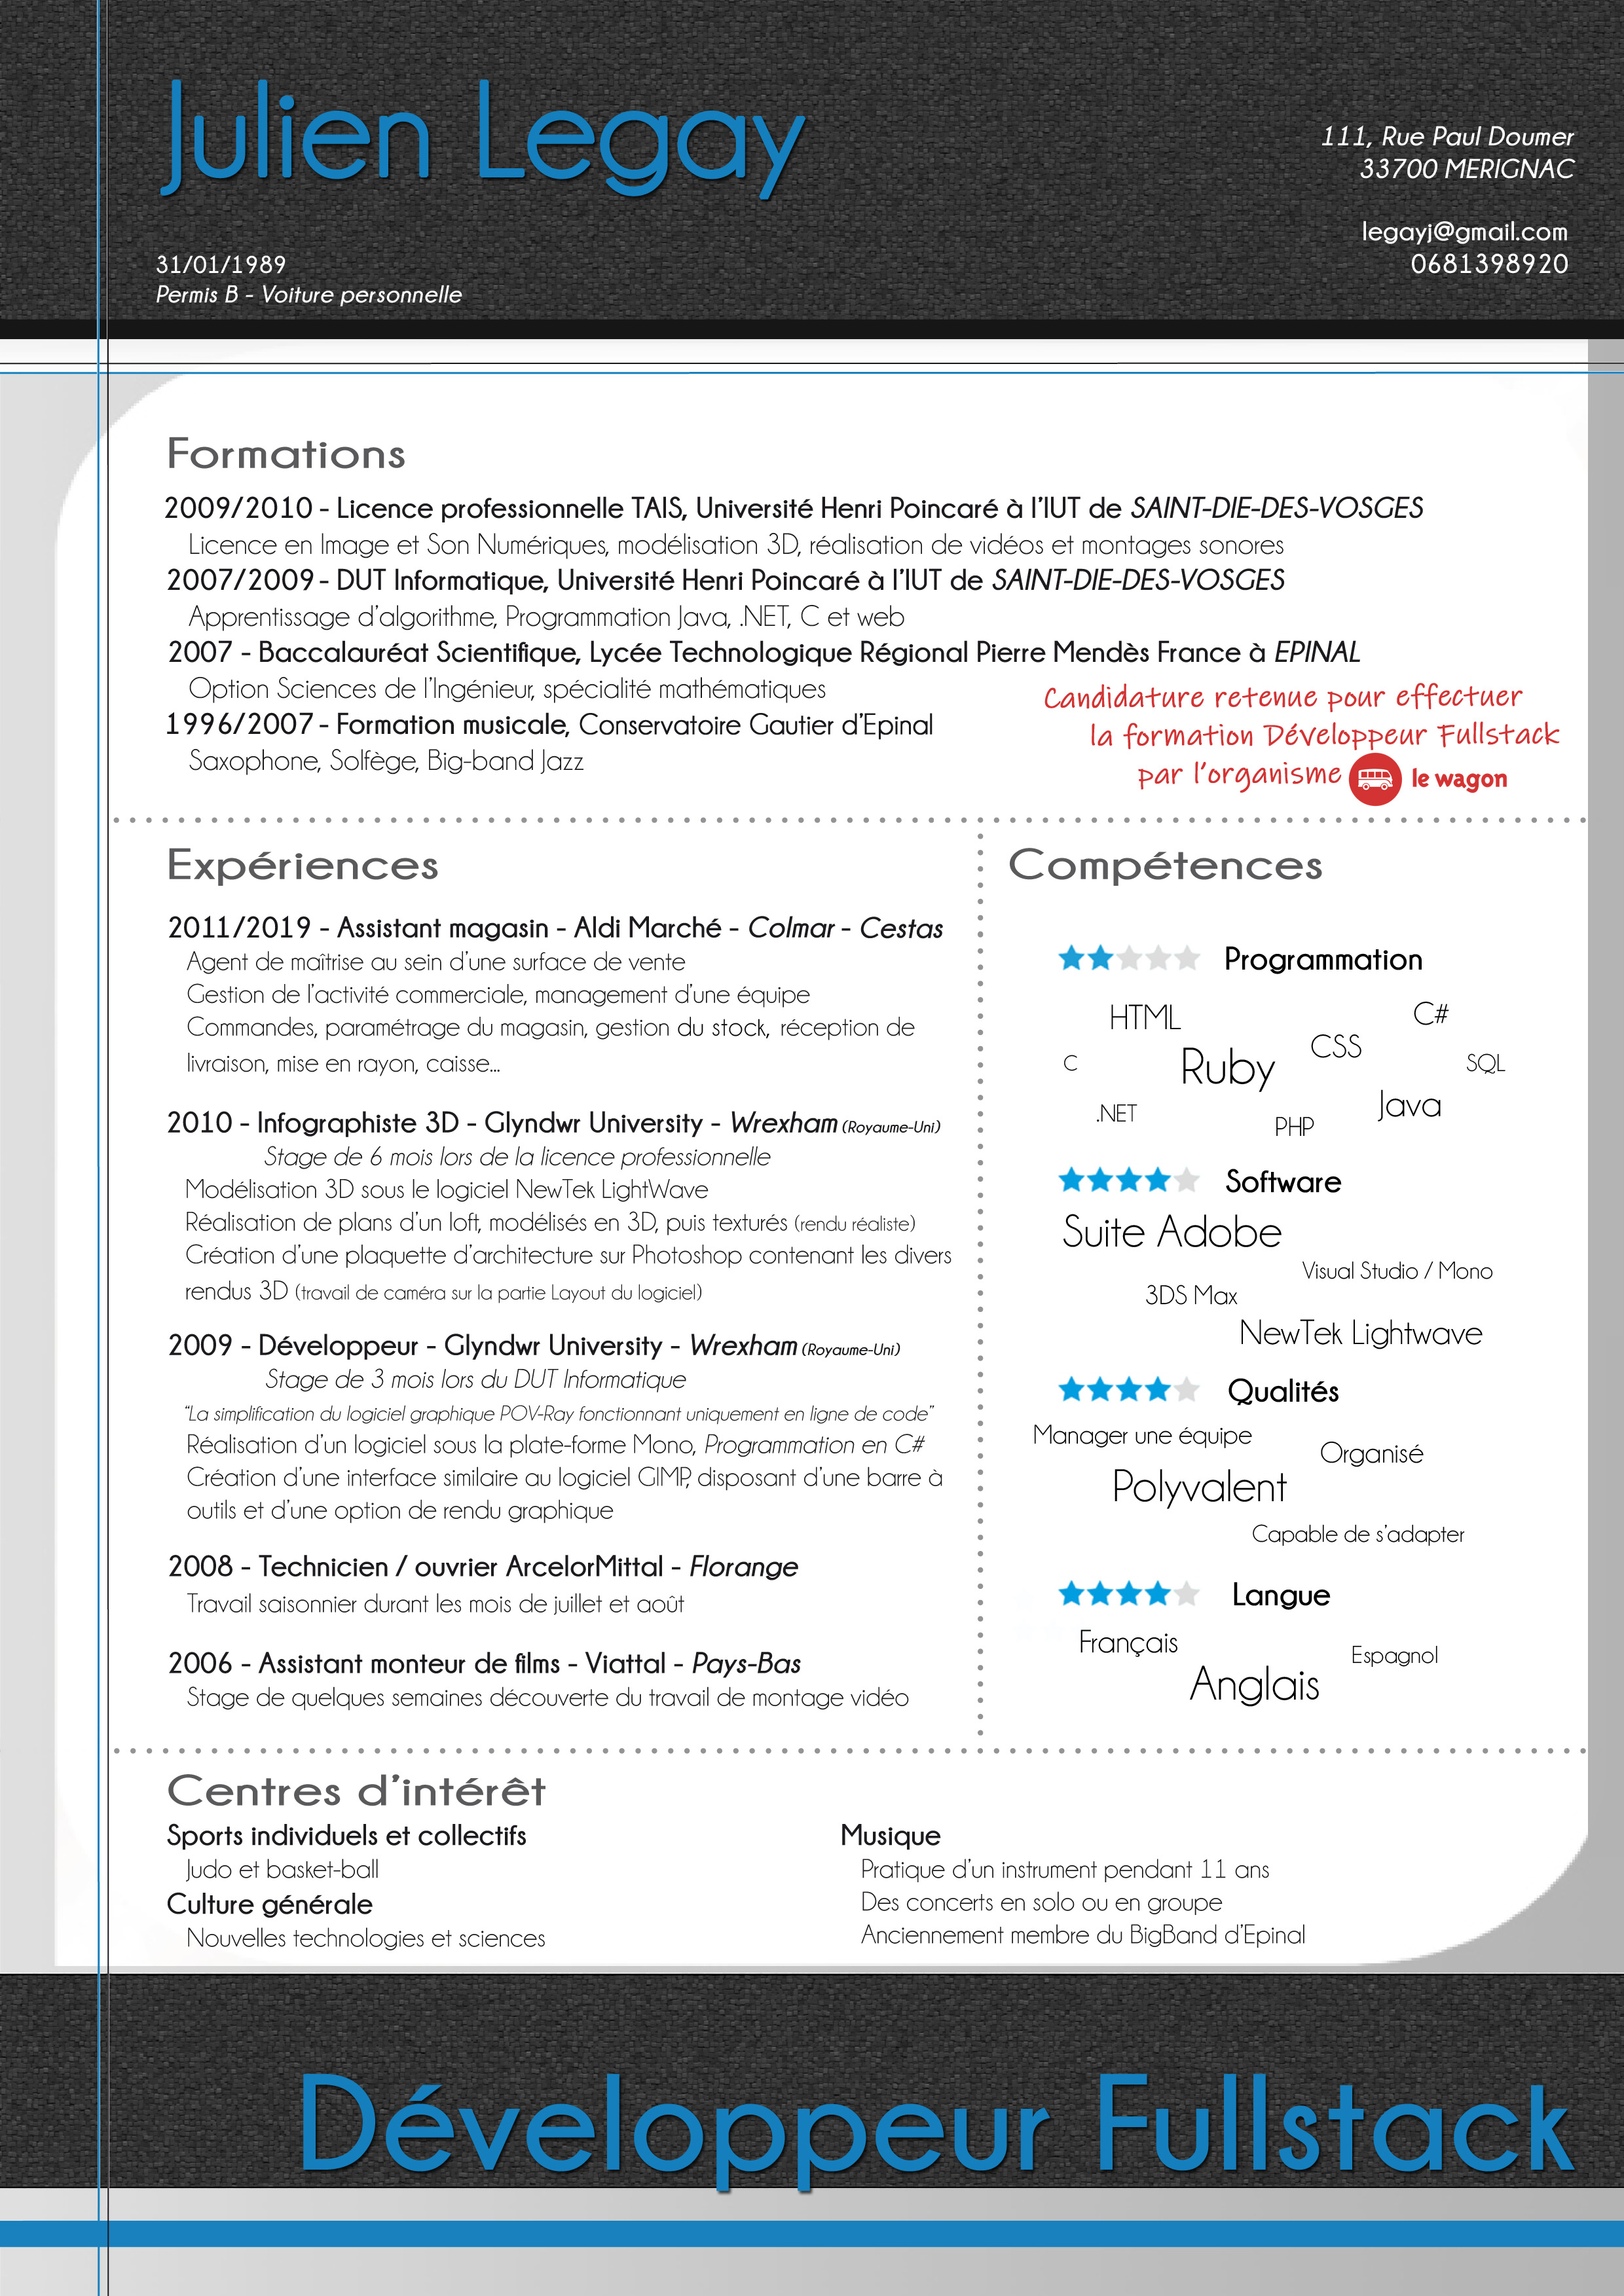 Julien Legay
111, Rue Paul Doumer
33700 MERIGNAC
legayj@gmail.com
0681398920
31/01/1989
Permis B - Voiture personnelle
Formations
2009/2010 - Licence professionnelle TAIS, Université Henri Poincaré à l'IUT de SAINT-DIE-DES-VOSGES
Licence en Image et Son Numériques, modélisation 3D, réalisation de vidéos et montages sonores
2007/2009 - DUT Informatique, Université Henri Poincaré à l'IUT de SAINT-DIE-DES-VOSGES
Apprentissage d'algorithme, Programmation Java, .NET, C et web
2007 - Baccalauréat Scientifique, Lycée Technologique Régional Pierre Mendès France à EPINAL
Option Sciences de l'Ingénieur, spécialité mathématiques
1996/2007 - Formation musicale, Conservatoire Gautier d'Epinal
Saxophone, Solfège, Big-band Jazz
Candidature retenue pour effectuer
la formation Développeur Fullstack
par l'organisme le wagon
Expériences
2011/2019 - Assistant magasin - Aldi Marché - Colmar - Cestas
Agent de maîtrise au sein d'une surface de vente
Gestion de l'activité commerciale, management d'une équipe
Commandes, paramétrage du magasin, gestion du stock, réception de
livraison, mise en rayon, caisse...
2010 - Infographiste 3D - Glyndwr University - Wrexham (Royaume-Uni)
Stage de 6 mois lors de la licence professionnelle
Modélisation 3D sous le logiciel NewTek LightWave
Réalisation de plans d'un loft, modélisés en 3D, puis texturés (rendu réaliste)
Création d'une plaquette d'architecture sur Photoshop contenant les divers
rendus 3D (travail de caméra sur la partie Layout du logiciel)
2009 - Développeur - Glyndwr University - Wrexham (Royaume-Uni)
Stage de 3 mois lors du DUT Informatique
"La simplification du logiciel graphique POV-Ray fonctionnant uniquement en ligne de code"
Réalisation d'un logiciel sous la plate-forme Mono, Programmation en C#
Création d'une interface similaire au logiciel GIMP, disposant d'une barre à
outils et d'une option de rendu graphique
2008 - Technicien / ouvrier ArcelorMittal - Florange
Travail saisonnier durant les mois de juillet et août
2006 - Assistant monteur de films - Viattal - Pays-Bas
Stage de quelques semaines découverte du travail de montage vidéo
Compétences
Programmation
HTML
C#
CSS
C
Ruby
SQL
Java
.NET
PHP
Software
Suite Adobe
Visual Studio / Mono
3DS Max
NewTek Lightwave
Qualités
Manager une équipe
Organisé
Polyvalent
Capable de s'adapter
Langue
Français
Espagnol
Anglais
Centres d'intérêt
Sports individuels et collectifs
Judo et basket-ball
Culture générale
Nouvelles technologies et sciences
Musique
Pratique d'un instrument pendant 11 ans
Des concerts en solo ou en groupe
Anciennement membre du BigBand d'Epinal
Développeur Fullstack